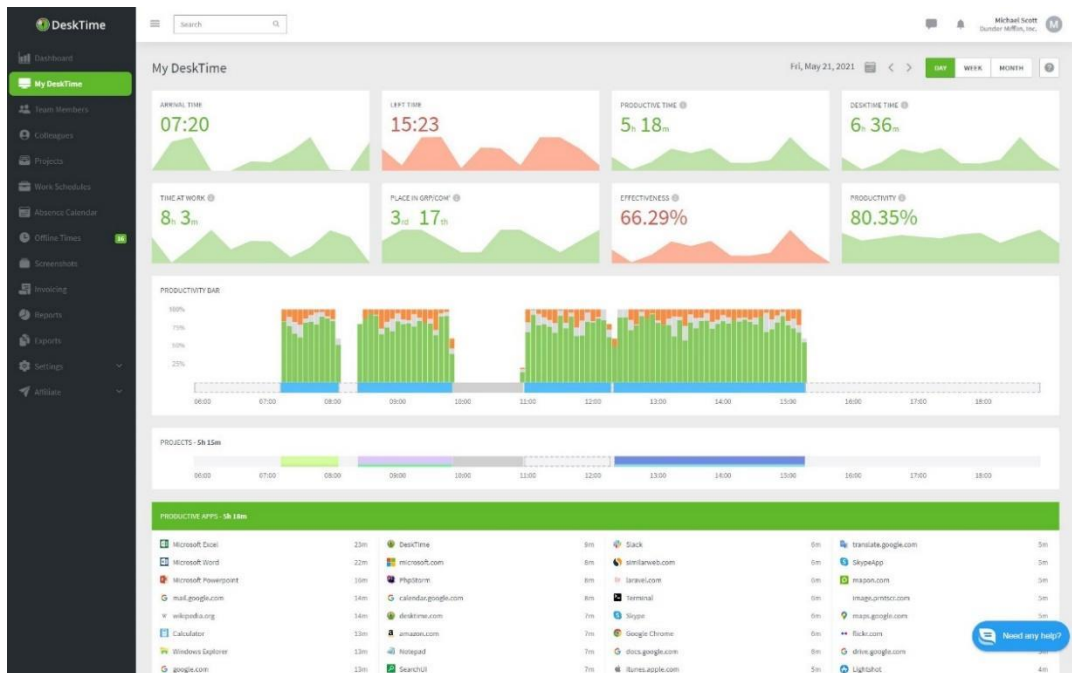 DeskTime
Search
Michael Scott
Dunder Mifflin, Inc.
M
Dashboard
My DeskTime
Team Members
Colleagues
Projects
Work Schedules
Absence Calendar
Offline Times 36
Screenshots
Invoicing
Reports
Exports
Settings
Affiliate
My DeskTime
Fri, May 21, 2021
DAY WEEK MONTH
ARRIVAL TIME
07:20
LEFT TIME
15:23
PRODUCTIVE TIME
5h 18m
DESKTIME TIME
6h 36m
TIME AT WORK
8h 3m
PLACE IN GRP/COM'
3rd 17th
EFFECTIVENESS
66.29%
PRODUCTIVITY
80.35%
PRODUCTIVITY BAR
100%
75%
50%
25%
06:00 07:00 08:00 09:00 10:00 11:00 12:00 13:00 14:00 15:00 16:00 17:00 18:00
PROJECTS - 5h 15m
06:00 07:00 08:00 09:00 10:00 11:00 12:00 13:00 14:00 15:00 16:00 17:00 18:00
PRODUCTIVE APPS - 5h 18m
Microsoft Excel 23m DeskTime 8m Slack 6m translate.google.com 5m
Microsoft Word 22m microsoft.com 8m similarweb.com 6m SkypeApp 5m
Microsoft Powerpoint PhpStorm 8m laravel.com 6m mapon.com 5m
mail.google.com 14m calendar.google.com 8m Terminal 6m image.prntscr.com 5m
wikipedia.org 14m desktime.com 7m Skype 6m maps.google.com 5m
Calculator 13m amazon.com 7m Google Chrome 6m flickr.com
Windows Explorer 13m Notepad 7m docs.google.com 6m drive.google.com
google.com 13m SearchUI 7m itunes.apple.com 5m Lightshot 4m
Need any help?